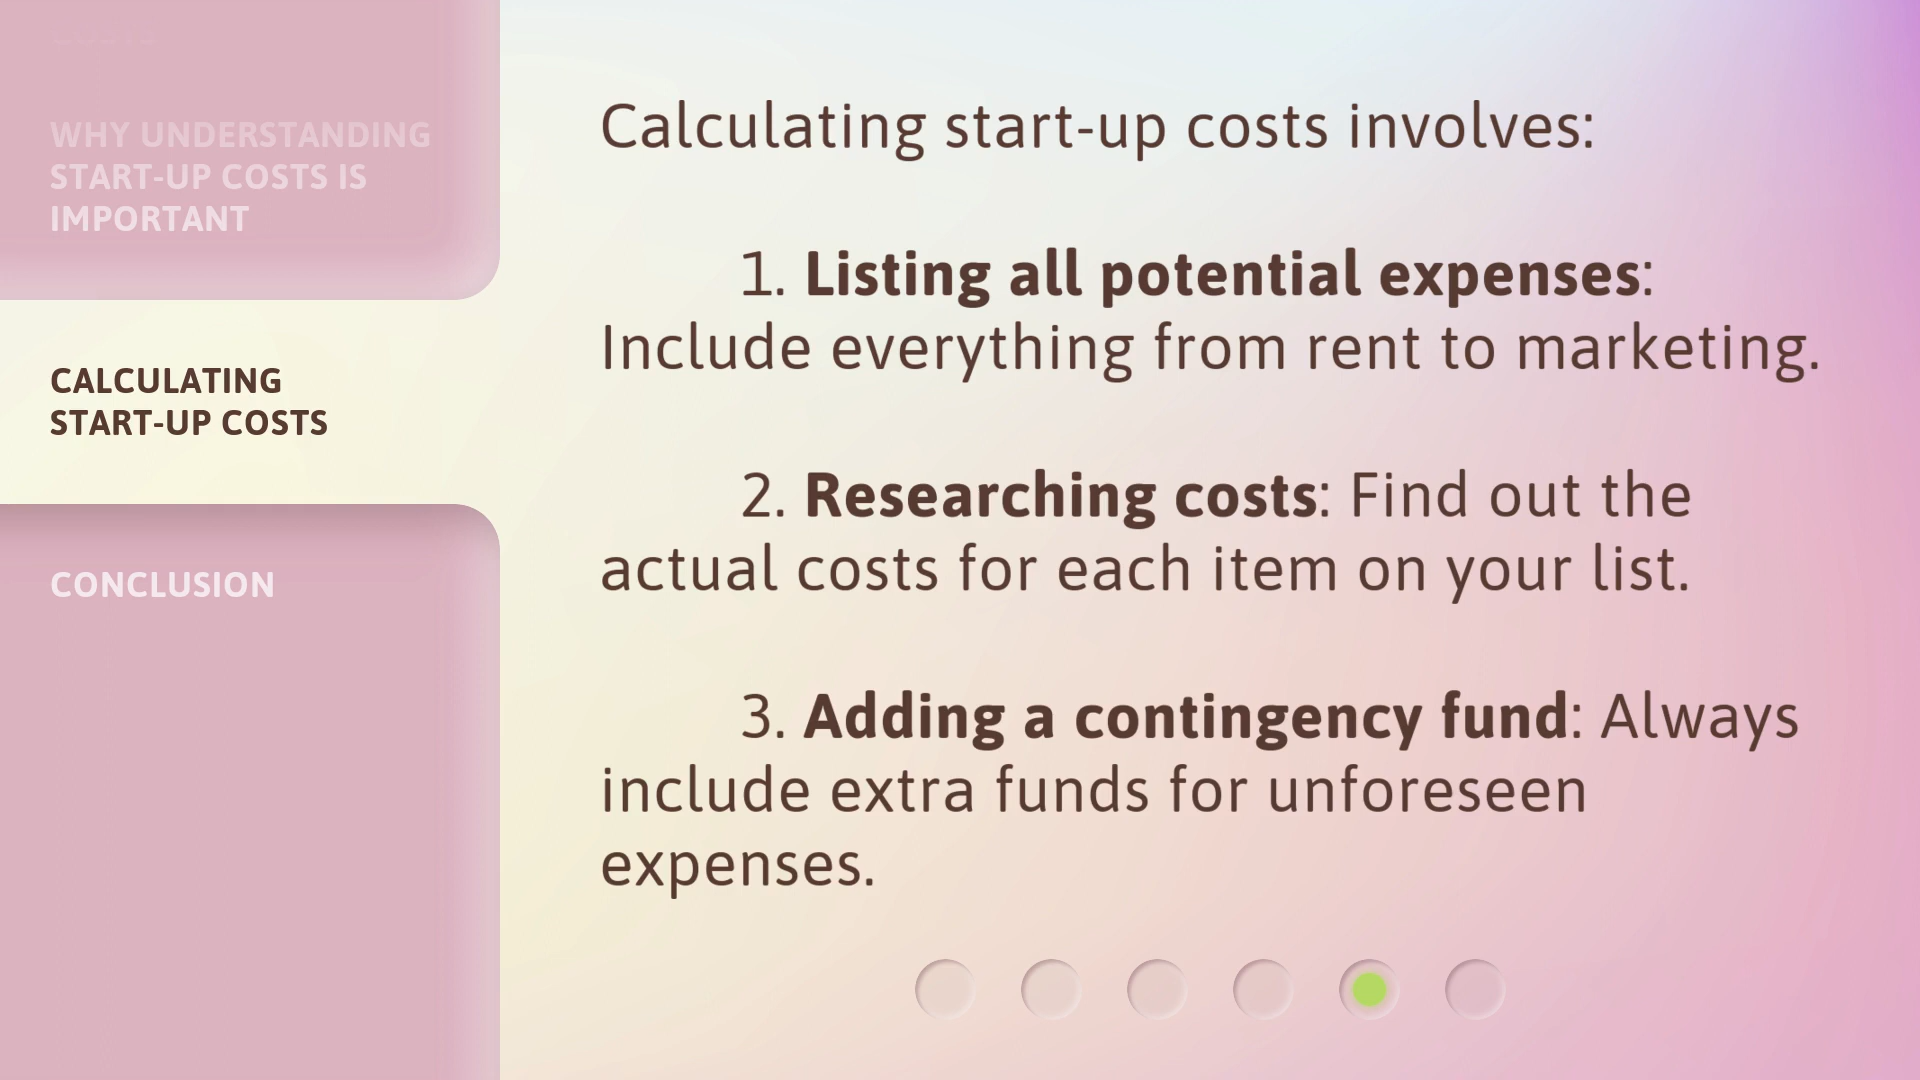 COSTS
WHY UNDERSTANDING
START-UP COSTS IS
IMPORTANT
CALCULATING
START-UP COSTS
CONCLUSION
Calculating start-up costs involves:
1. Listing all potential expenses:
Include everything from rent to marketing.
2. Researching costs: Find out the
actual costs for each item on your list.
3. Adding a contingency fund: Always
include extra funds for unforeseen
expenses.